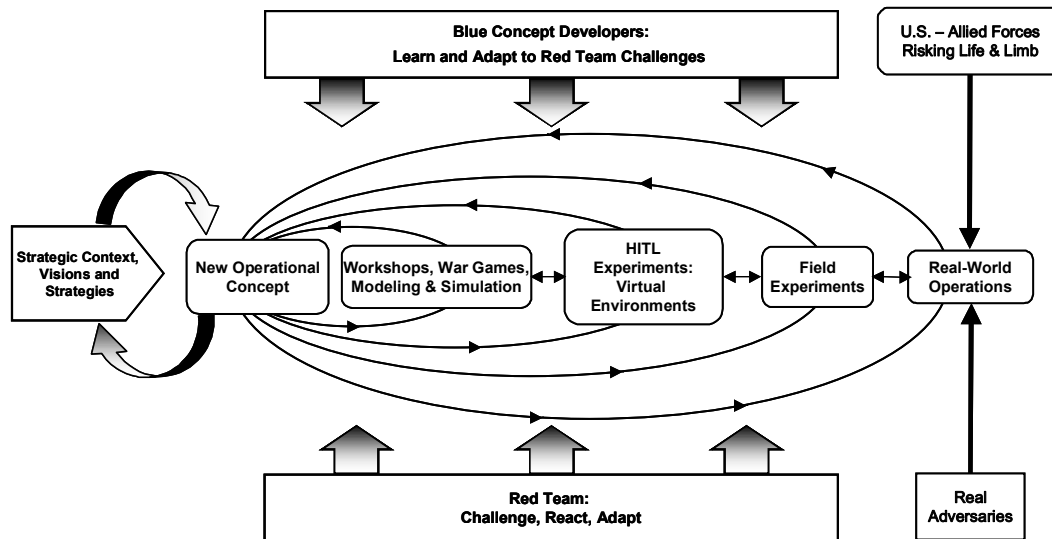 Blue Concept Developers:
Learn and Adapt to Red Team Challenges
U.S. – Allied Forces
Risking Life & Limb
Strategic Context,
Visions and
Strategies
New Operational
Concept
Workshops, War Games,
Modeling & Simulation
HITL
Experiments:
Virtual
Environments
Field
Experiments
Real-World
Operations
Red Team:
Challenge, React, Adapt
Real
Adversaries